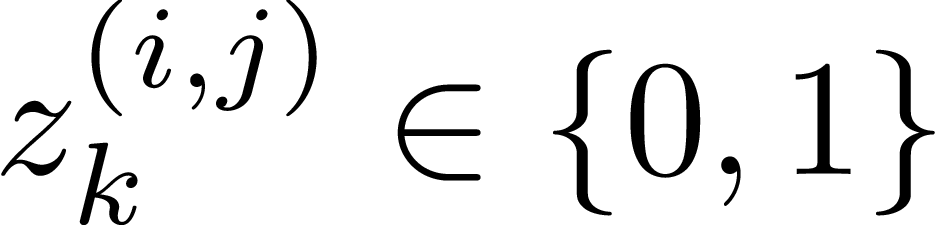 $z_k^{(i,j)} \in \{0, 1\}$